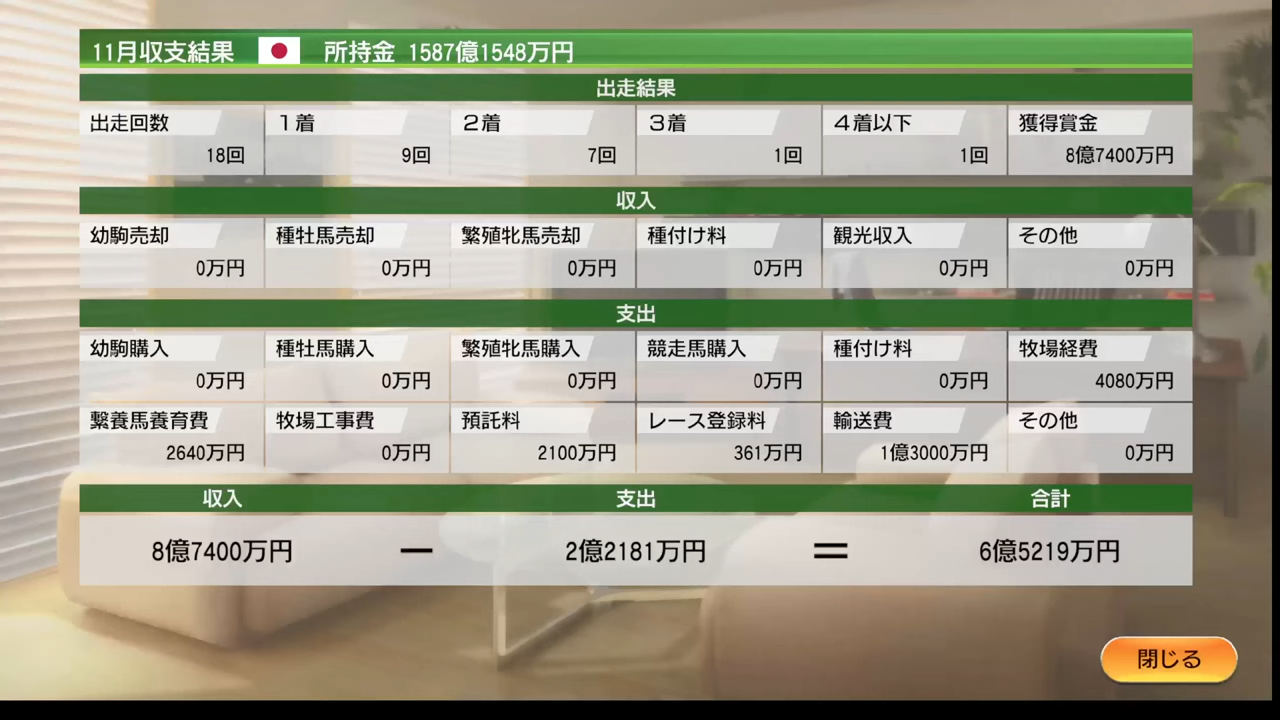 11月収支結果 所持金 1587億1548万円
出走結果
出走回数 1着 2着 3着 4着以下 獲得賞金
18回 9回 7回 1回 1回 8億7400万円
収入
幼駒売却 種牡馬売却 繁殖牝馬売却 種付け料 観光収入 その他
0万円 0万円 0万円 0万円 0万円 0万円
支出
幼駒購入 種牡馬購入 繁殖牝馬購入 競走馬購入 種付け料 牧場経費
0万円 0万円 0万円 0万円 0万円 4080万円
繋養馬養育費 牧場工事費 預託料 レース登録料 輸送費 その他
2640万円 0万円 2100万円 361万円 1億3000万円 0万円
収入 支出 合計
8億7400万円 ー 2億2181万円 = 6億5219万円
閉じる